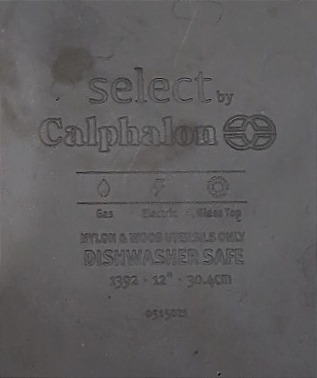 select by
Calphalon
Gas Electric Glass Top
NYLON & WOOD UTENSILS ONLY
DISHWASHER SAFE
1392 · 12" · 30.4cm